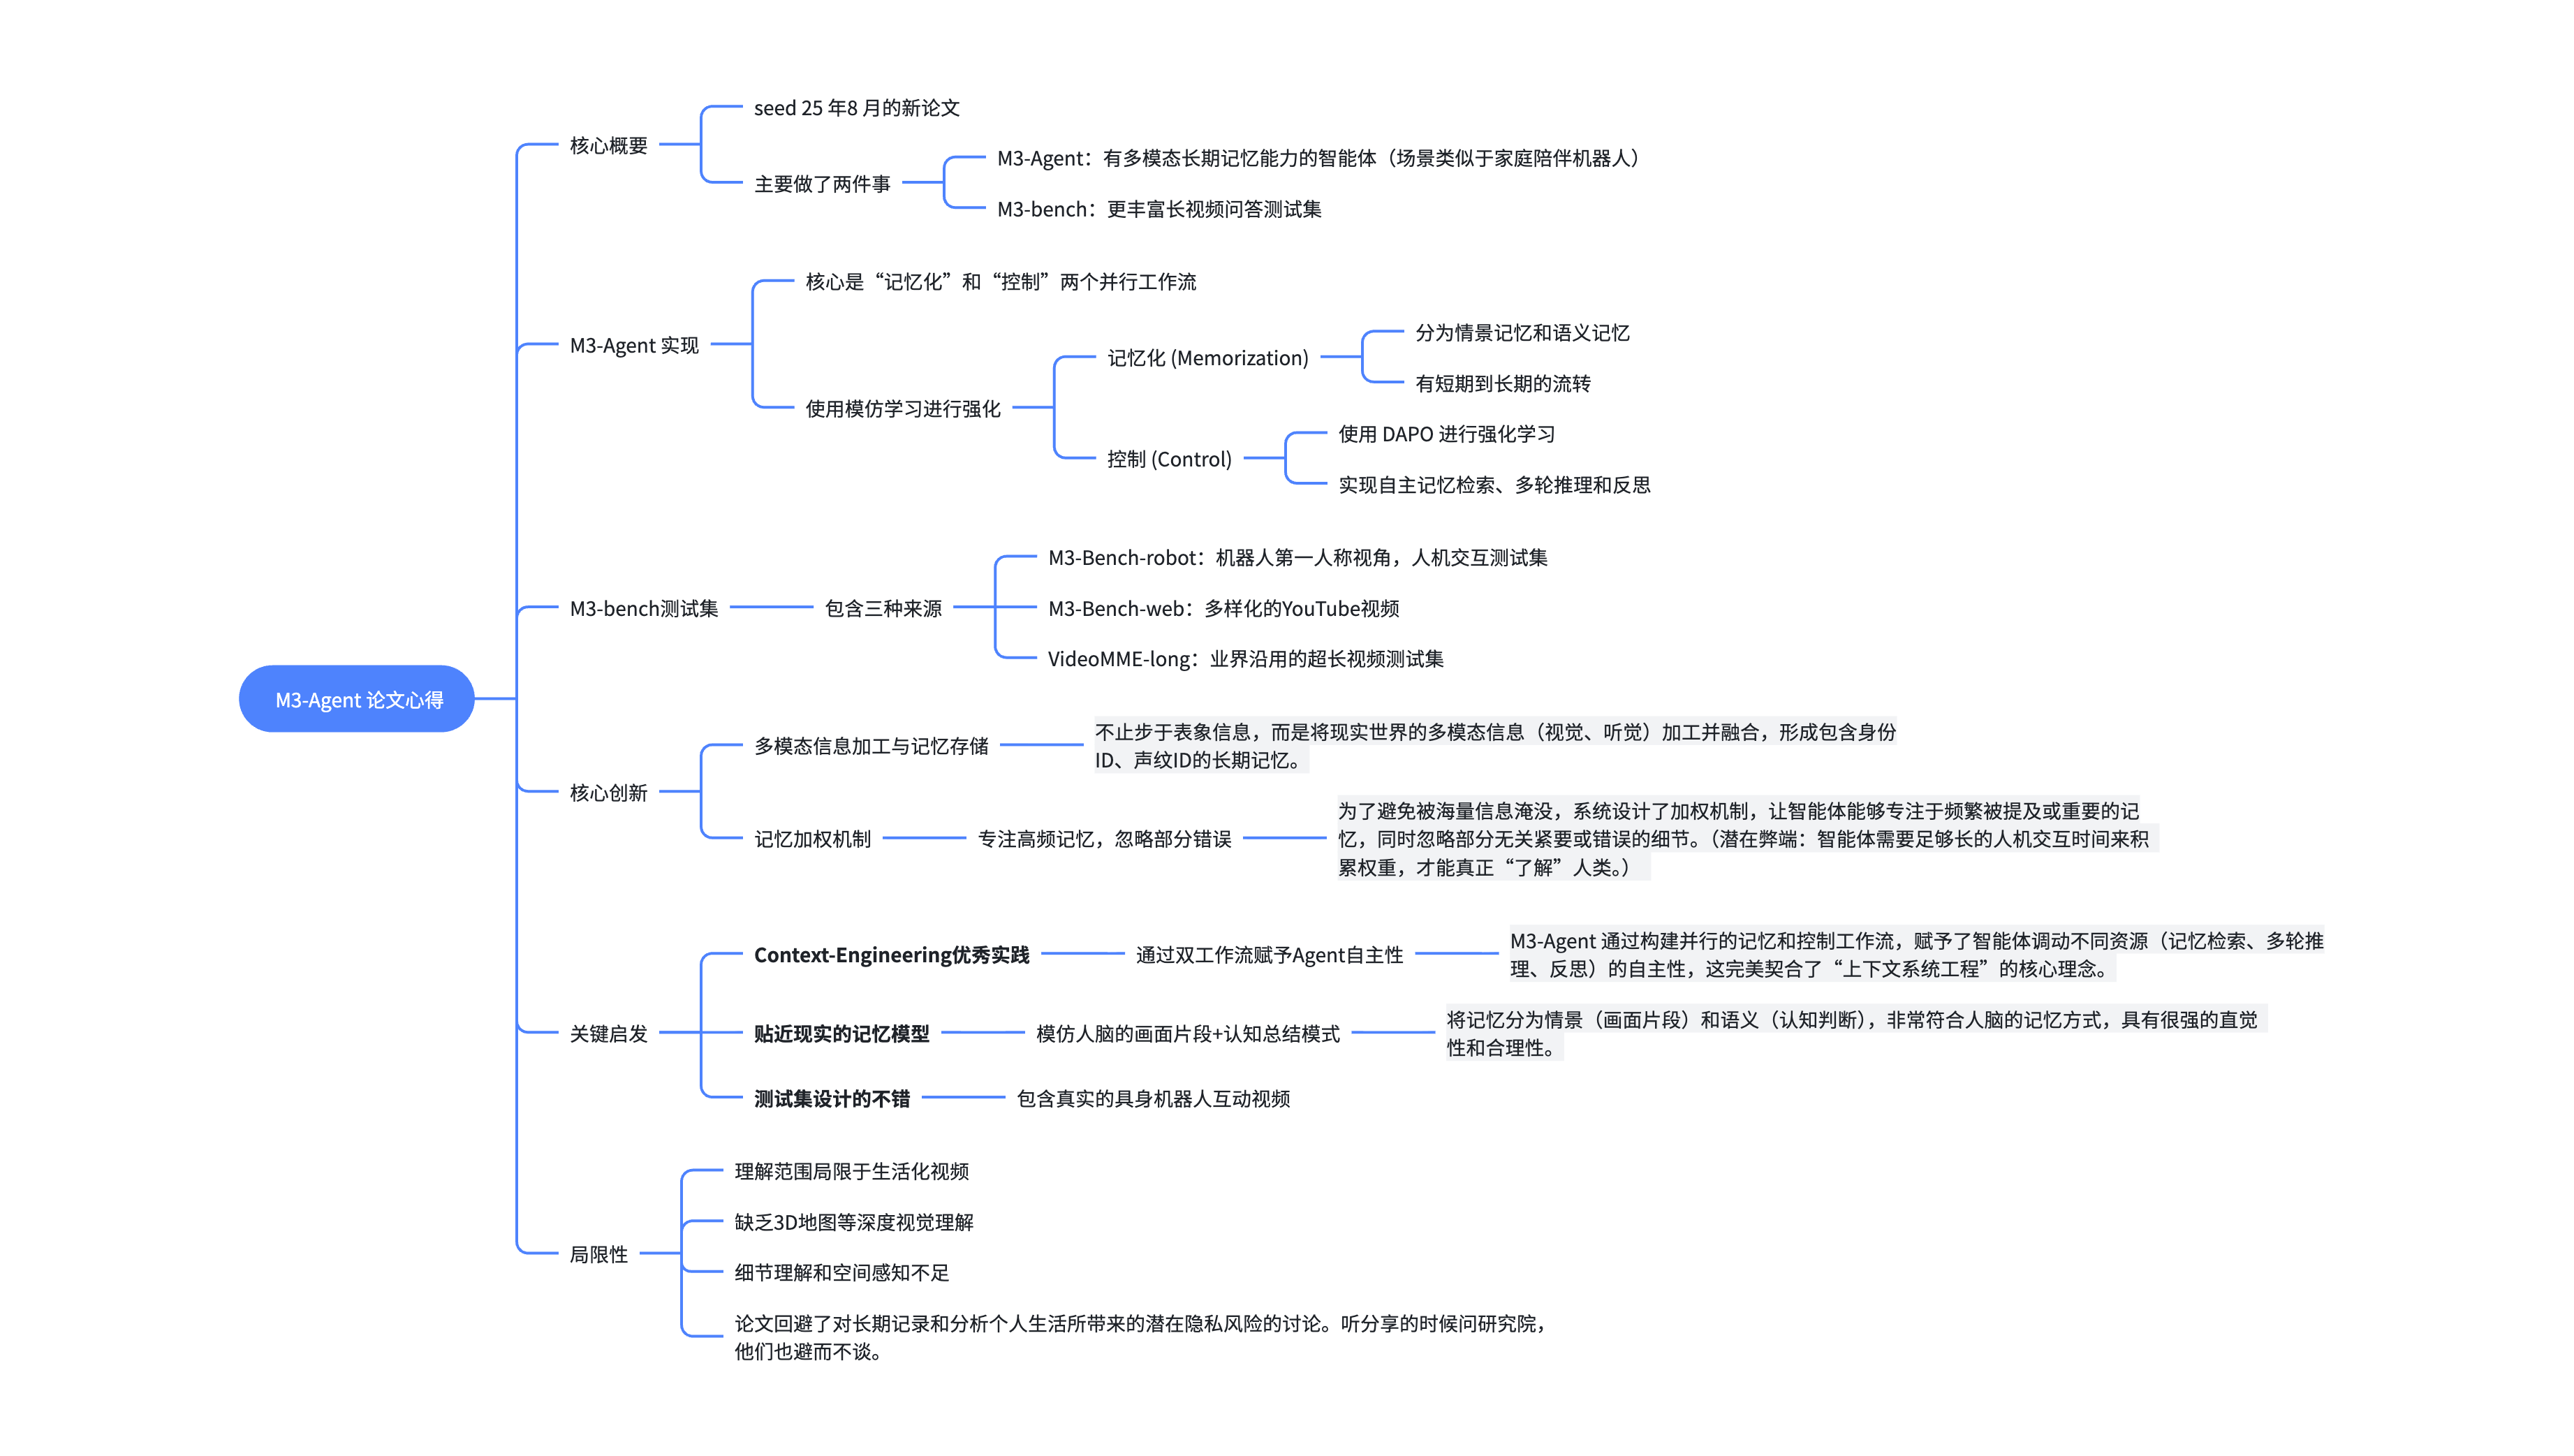 M3-Agent 论文心得
核心概要
seed 25 年8 月的新论文
主要做了两件事
M3-Agent：有多模态长期记忆能力的智能体（场景类似于家庭陪伴机器人）
M3-bench：更丰富长视频问答测试集
M3-Agent 实现
核心是“记忆化”和“控制”两个并行工作流
使用模仿学习进行强化
记忆化 (Memorization)
分为情景记忆和语义记忆
有短期到长期的流转
控制 (Control)
使用 DAPO 进行强化学习
实现自主记忆检索、多轮推理和反思
M3-bench测试集
包含三种来源
M3-Bench-robot：机器人第一人称视角，人机交互测试集
M3-Bench-web：多样化的YouTube视频
VideoMME-long：业界沿用的超长视频测试集
核心创新
多模态信息加工与记忆存储
不止步于表象信息，而是将现实世界的多模态信息（视觉、听觉）加工并融合，形成包含身份
ID、声纹ID的长期记忆。
记忆加权机制
专注高频记忆，忽略部分错误
为了避免被海量信息淹没，系统设计了加权机制，让智能体能够专注于频繁被提及或重要的记
忆，同时忽略部分无关紧要或错误的细节。（潜在弊端：智能体需要足够长的人机交互时间来积
累权重，才能真正“了解”人类。）
关键启发
Context-Engineering优秀实践
通过双工作流赋予Agent自主性
M3-Agent 通过构建并行的记忆和控制工作流，赋予了智能体调动不同资源（记忆检索、多轮推
理、反思）的自主性，这完美契合了“上下文系统工程”的核心理念。
贴近现实的记忆模型
模仿人脑的画面片段+认知总结模式
将记忆分为情景（画面片段）和语义（认知判断），非常符合人脑的记忆方式，具有很强的直觉
性和合理性。
测试集设计的不错
包含真实的具身机器人互动视频
局限性
理解范围局限于生活化视频
缺乏3D地图等深度视觉理解
细节理解和空间感知不足
论文回避了对长期记录和分析个人生活所带来的潜在隐私风险的讨论。听分享的时候问研究院，
他们也避而不谈。